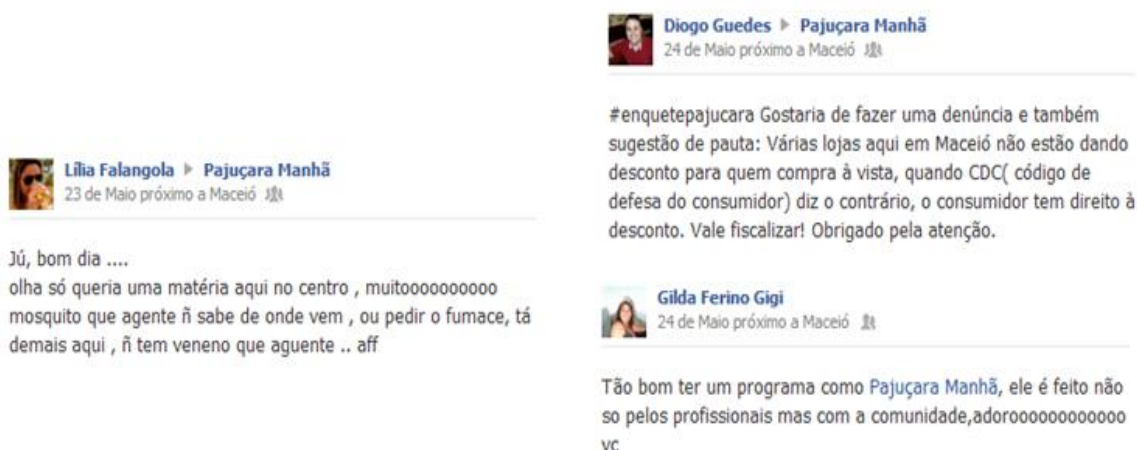 Lília Falangola ▶ Pajuçara Manhã
23 de Maio próximo a Maceió
Jú, bom dia ....
olha só queria uma matéria aqui no centro , muitoooooooooo
mosquito que agente ñ sabe de onde vem , ou pedir o fumace, tá
demais aqui , ñ tem veneno que aguente .. aff
Diogo Guedes ▶ Pajuçara Manhã
24 de Maio próximo a Maceió
#enquetepajucara Gostaria de fazer uma denúncia e também
sugestão de pauta: Várias lojas aqui em Maceió não estão dando
desconto para quem compra à vista, quando CDC( código de
defesa do consumidor) diz o contrário, o consumidor tem direito à
desconto. Vale fiscalizar! Obrigado pela atenção.
Gilda Ferino Gigi
24 de Maio próximo a Maceió
Tão bom ter um programa como Pajuçara Manhã, ele é feito não
so pelos profissionais mas com a comunidade,adoroooooooooooo
vc